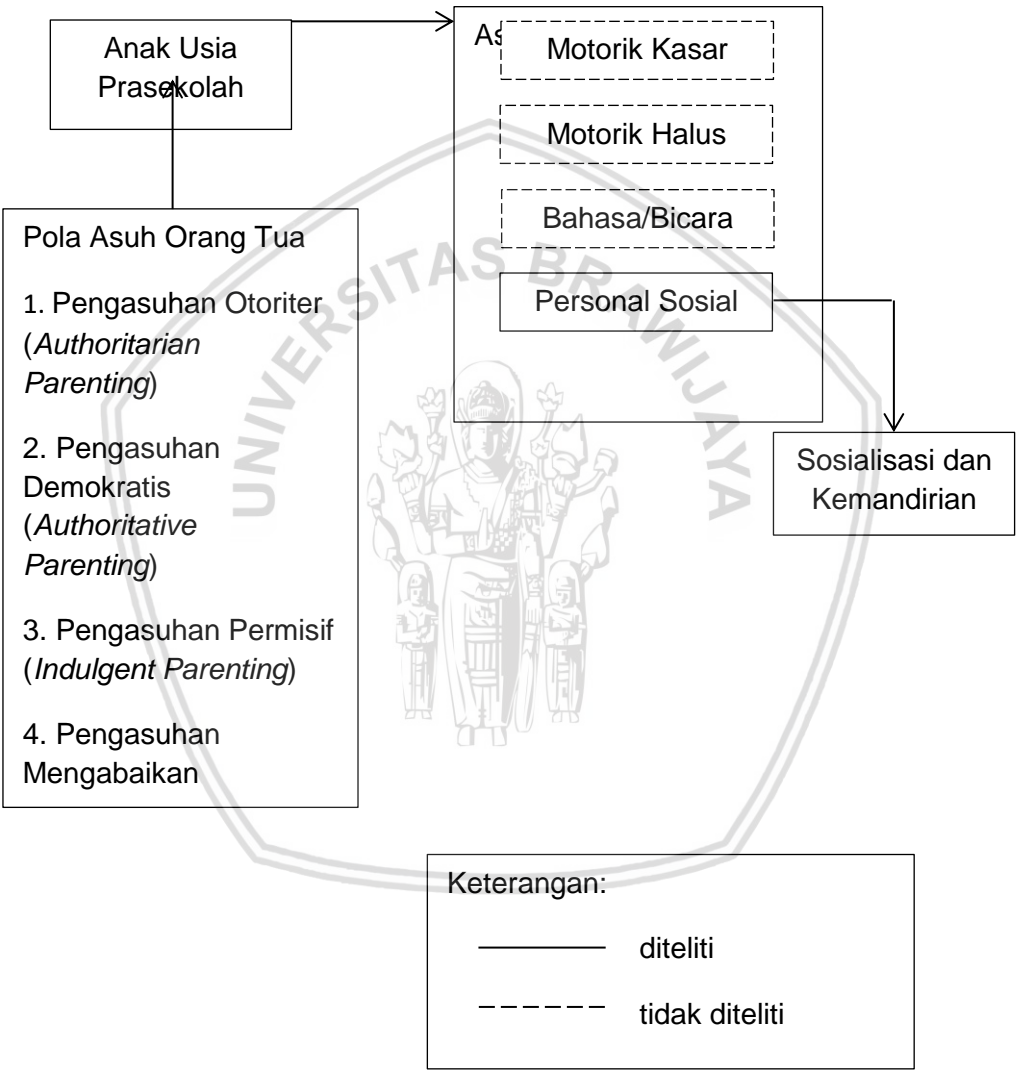 Anak Usia
Prasekolah
As
Motorik Kasar
Motorik Halus
Bahasa/Bicara
Personal Sosial
Sosialisasi dan
Kemandirian
Pola Asuh Orang Tua
1. Pengasuhan Otoriter
(Authoritarian
Parenting)
2. Pengasuhan
Demokratis
(Authoritative
Parenting)
3. Pengasuhan Permisif
(Indulgent Parenting)
4. Pengasuhan
Mengabaikan
UNIVERSITAS BRAWIJAYA
Keterangan:
diteliti
tidak diteliti